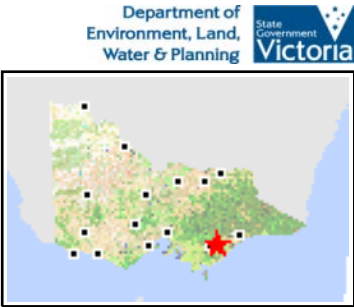 Department of
Environment, Land,
Water & Planning
State
Government
Victoria